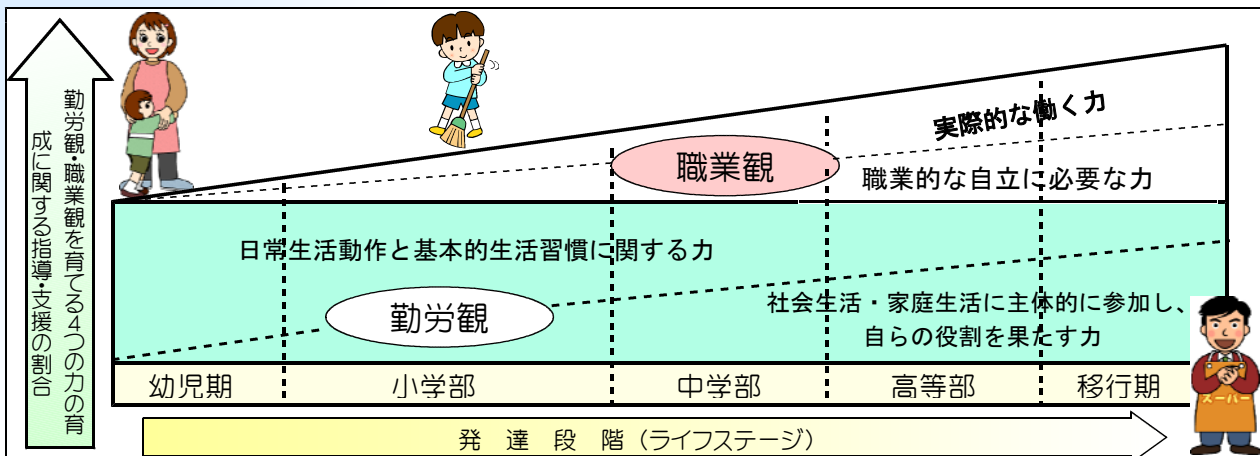 勤労観・職業観を育てる4つの力の育
成に関する指導・支援の割合
実際的な働く力
職業観
職業的な自立に必要な力
日常生活動作と基本的生活習慣に関する力
勤労観
社会生活・家庭生活に主体的に参加し、
自らの役割を果たす力
幼児期
小学部
中学部
高等部
移行期
スーパー
発達段階(ライフステージ)